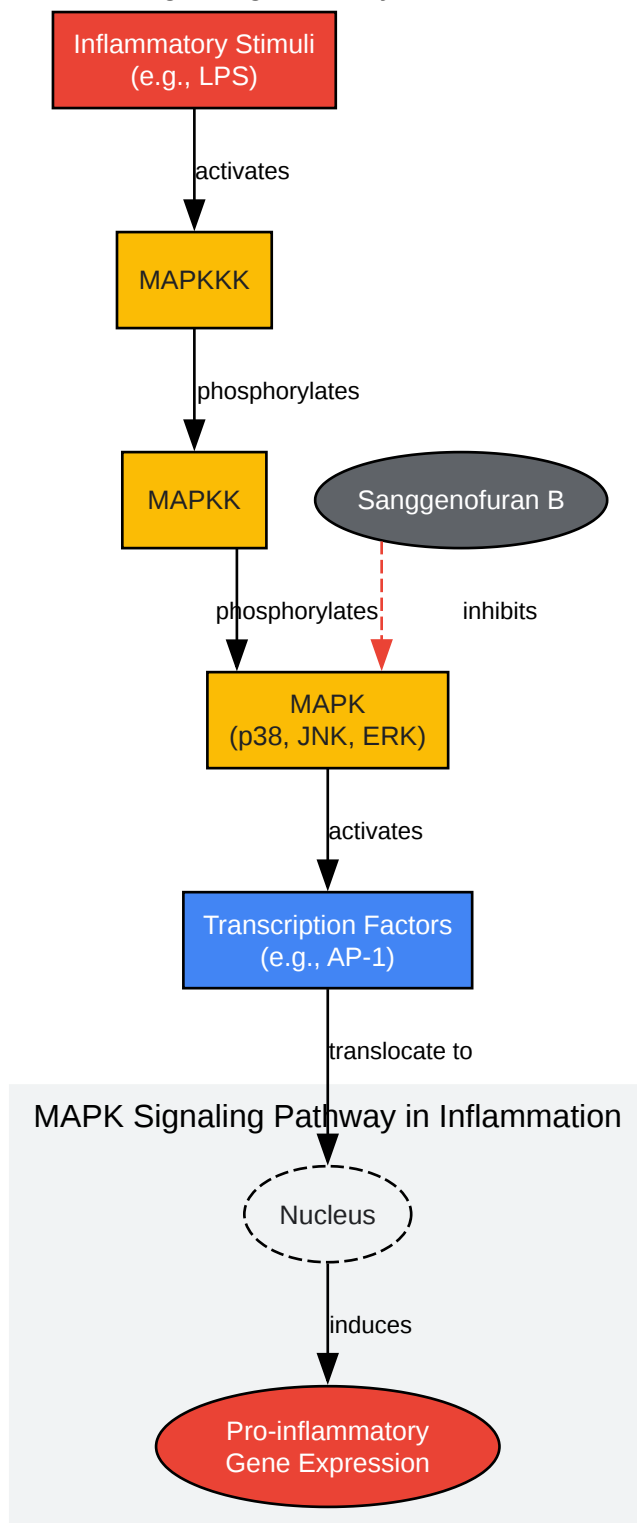 Inflammatory Stimuli
(e.g., LPS)
activates
MAPKKK
phosphorylates
MAPKK
Sanggenofuran B
phosphorylates
inhibits
MAPK
(p38, JNK, ERK)
activates
Transcription Factors
(e.g., AP-1)
translocate to
MAPK Signaling Pathway in Inflammation
Nucleus
induces
Pro-inflammatory
Gene Expression